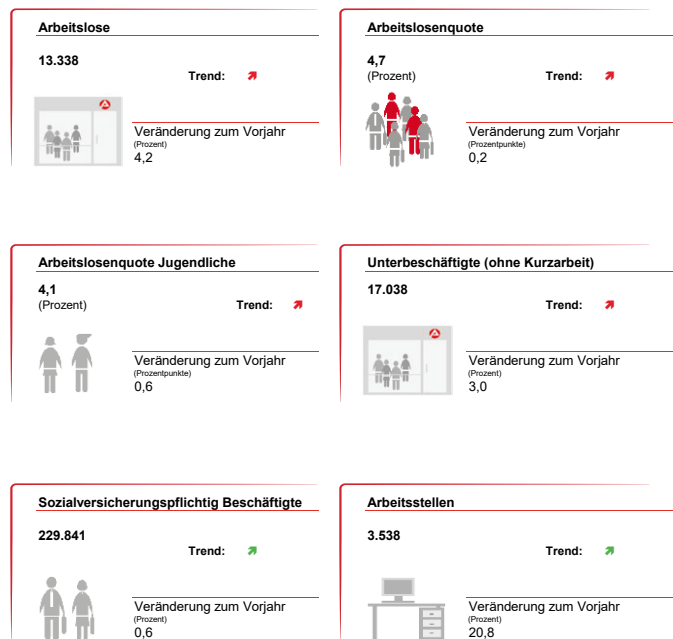 Arbeitslose
13.338
Trend:
Veränderung zum Vorjahr
(Prozent)
4,2
Arbeitslosenquote
4,7
(Prozent)
Trend:
Veränderung zum Vorjahr
(Prozentpunkte)
0,2
Arbeitslosenquote Jugendliche
4,1
(Prozent)
Trend:
Veränderung zum Vorjahr
(Prozentpunkte)
0,6
Unterbeschäftigte (ohne Kurzarbeit)
17.038
Trend:
Veränderung zum Vorjahr
(Prozent)
3,0
Sozialversicherungspflichtig Beschäftigte
229.841
Trend:
Veränderung zum Vorjahr
(Prozent)
0,6
Arbeitsstellen
3.538
Trend:
Veränderung zum Vorjahr
(Prozent)
20,8